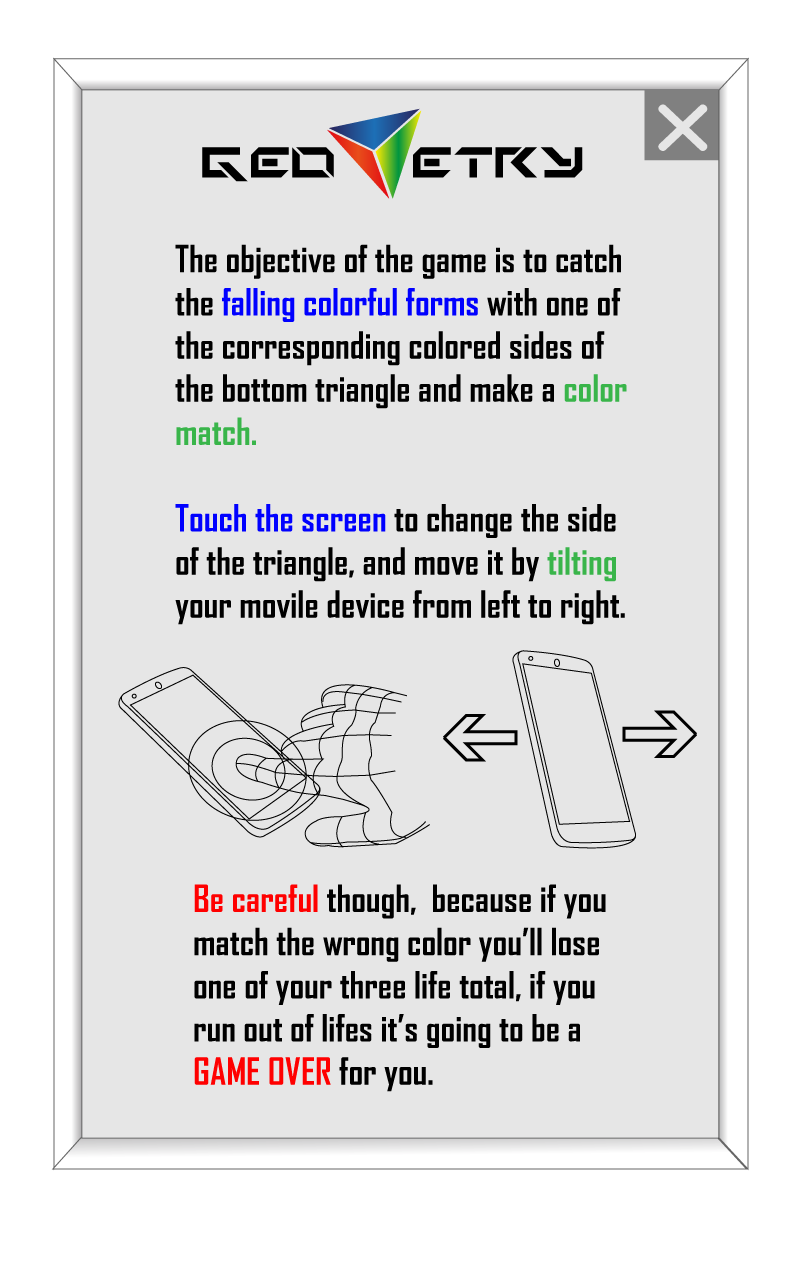 GEOMETRY
The objective of the game is to catch
the falling colorful forms with one of
the corresponding colored sides of
the bottom triangle and make a color
match.
Touch the screen to change the side
of the triangle, and move it by tilting
your movile device from left to right.
Be careful though, because if you
match the wrong color you'll lose
one of your three life total, if you
run out of lifes it's going to be a
GAME OVER for you.